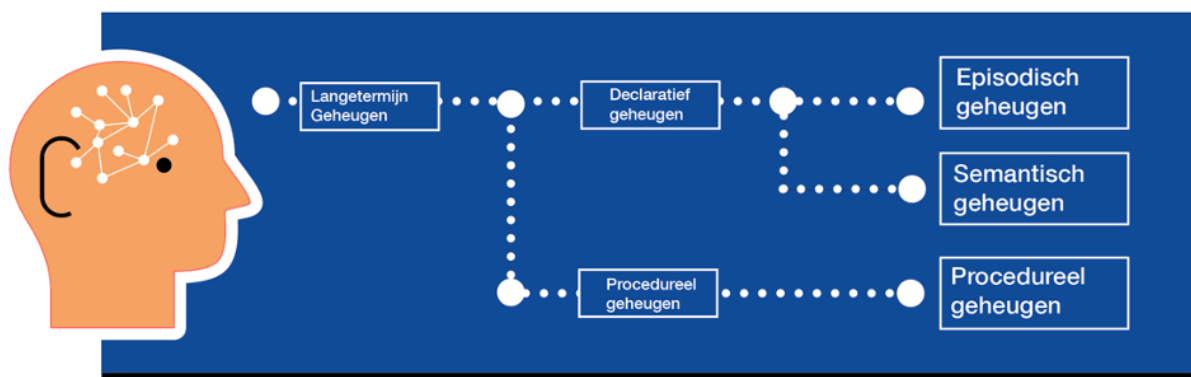 Langetermijn
Geheugen
Declaratief
geheugen
Episodisch
geheugen
Semantisch
geheugen
Procedureel
geheugen
Procedureel
geheugen